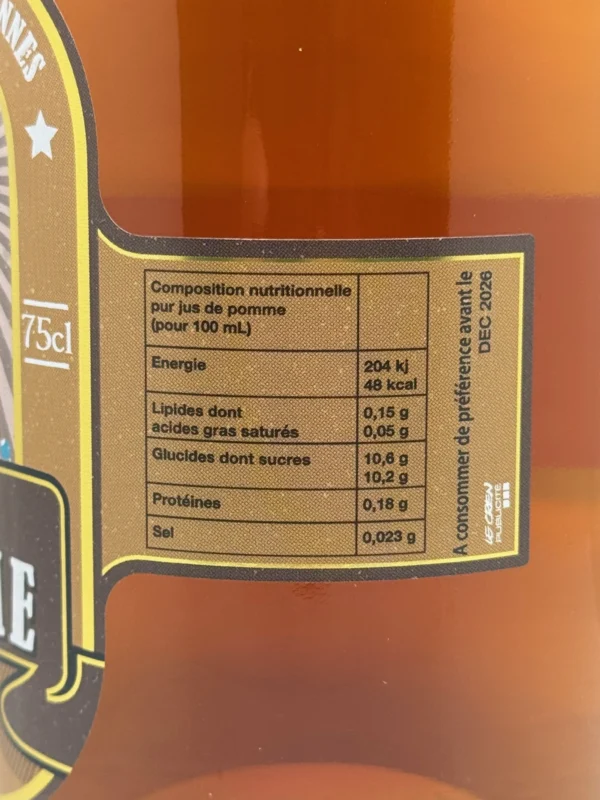 75cl
Composition nutritionnelle
pur jus de pomme
(pour 100 mL)
Energie
204 kj
48 kcal
Lipides dont
acides gras saturés
0,15 g
0,05 g
Glucides dont sucres
10,6 g
10,2 g
Protéines
0,18 g
Sel
0,023 g
A consommer de préférence avant le
DEC 2026
PUBLICITÉ